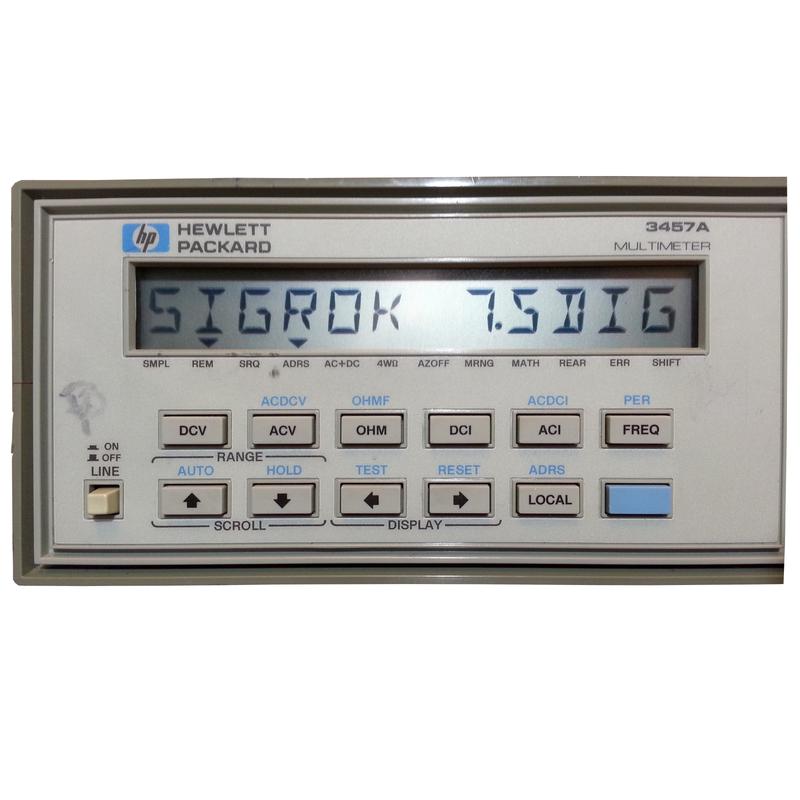 hp HEWLETT PACKARD
3457A
MULTIMETER
SIGROK 7.5DIG
SMPL REM SRQ ADRS AC+DC 4WΩ AZOFF MRNG MATH REAR ERR SHIFT
ACDCV OHMF ACDCI PER
DCV ACV OHM DCI ACI FREQ
RANGE
ON
OFF
LINE
AUTO HOLD TEST RESET ADRS
LOCAL
SCROLL DISPLAY